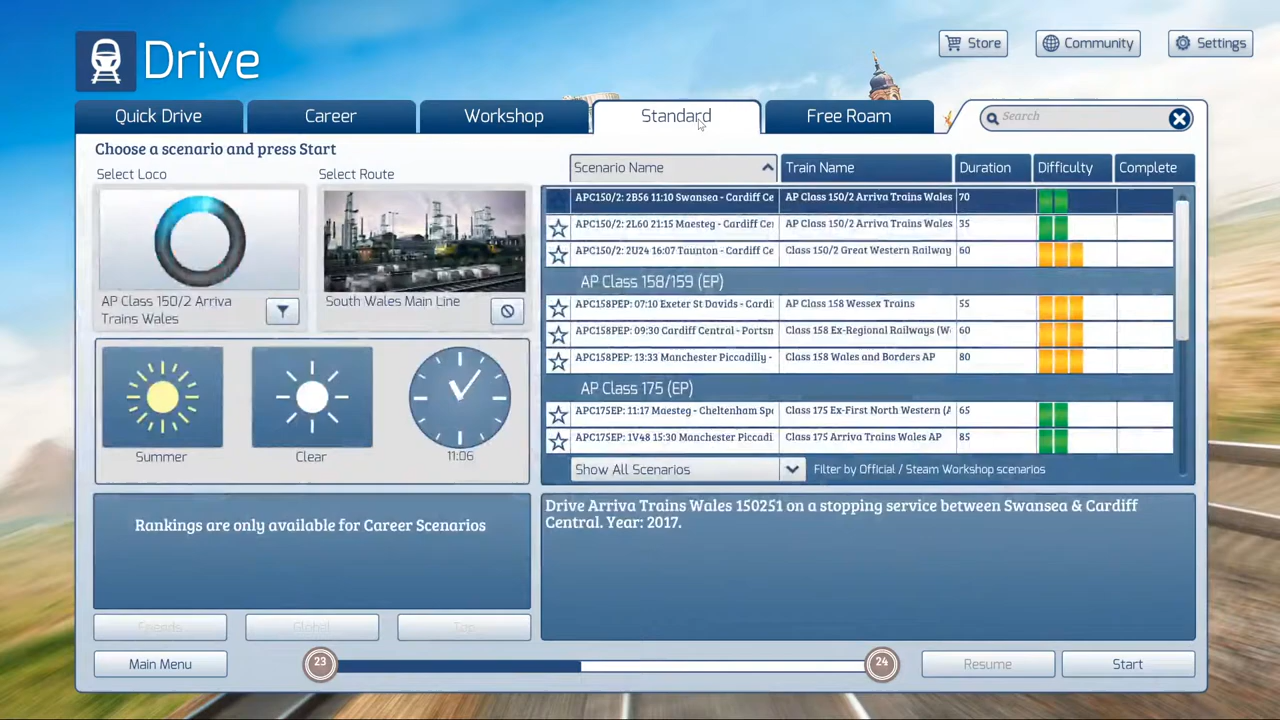 Drive
Store
Community
Settings
Quick Drive
Career
Workshop
Standard
Free Roam
Search
Choose a scenario and press Start
Select Loco
Select Route
AP Class 150/2 Arriva
Trains Wales
South Wales Main Line
Summer
Clear
11:06
Scenario Name
Train Name
Duration
Difficulty
Complete
APC150/2: 2B56 11:10 Swansea - Cardiff Ce
AP Class 150/2 Arriva Trains Wales
70
APC150/2: 2L60 21:15 Maesteg - Cardiff Ce
AP Class 150/2 Arriva Trains Wales
35
APC150/2: 2U24 16:07 Taunton - Cardiff Ce
Class 150/2 Great Western Railway
60
AP Class 158/159 (EP)
APC158PEP: 07:10 Exeter St Davids - Cardi
AP Class 158 Wessex Trains
55
APC158PEP: 09:30 Cardiff Central - Portsm
Class 158 Ex-Regional Railways (W
60
APC158PEP: 13:33 Manchester Piccadilly -
Class 158 Wales and Borders AP
80
AP Class 175 (EP)
APC175EP: 11:17 Maesteg - Cheltenham Spa
Class 175 Ex-First North Western (A
65
APC175EP: 1V48 15:30 Manchester Piccadi
Class 175 Arriva Trains Wales AP
85
Show All Scenarios
Filter by Official / Steam Workshop scenarios
Rankings are only available for Career Scenarios
Drive Arriva Trains Wales 150251 on a stopping service between Swansea & Cardiff
Central. Year: 2017.
Friends
Global
Top
Main Menu
23
24
Resume
Start